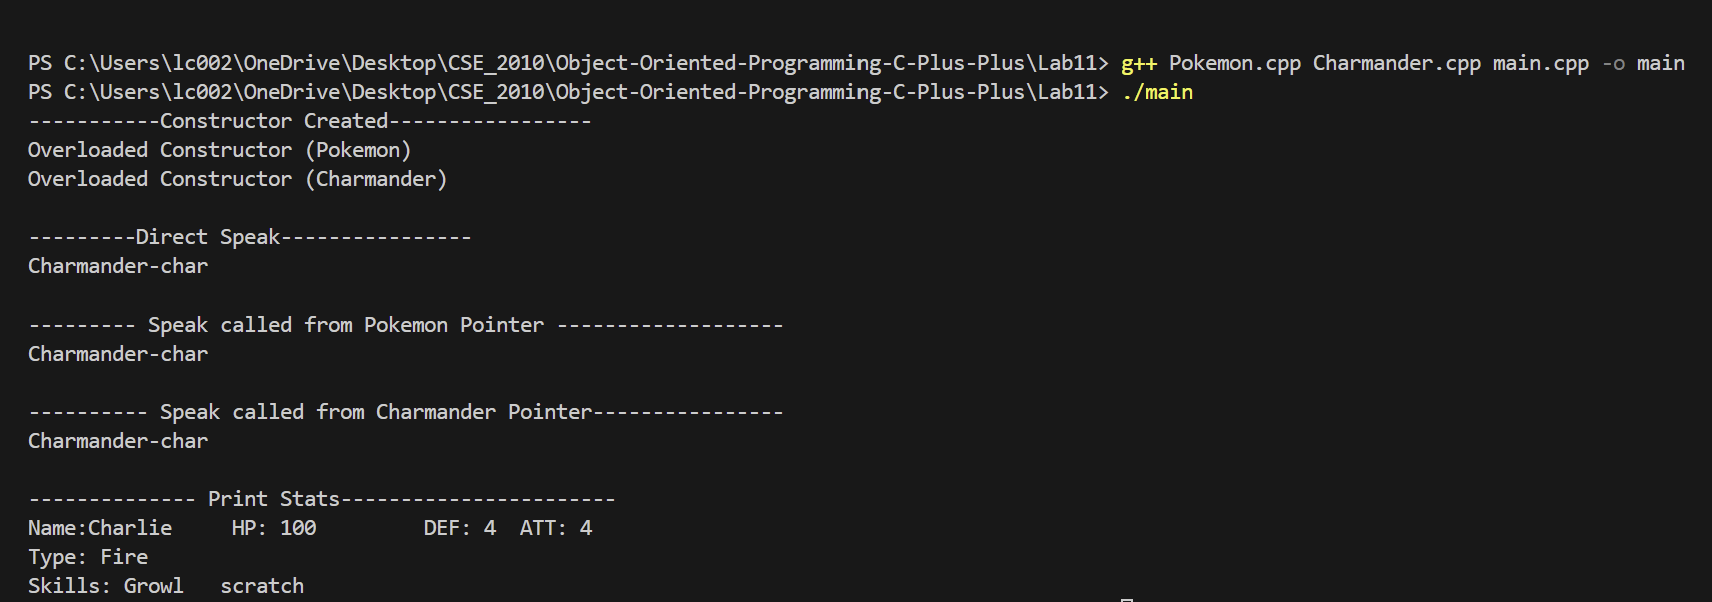 PS C:\Users\lc002\OneDrive\Desktop\CSE_2010\Object-Oriented-Programming-C-Plus-Plus\Lab11> g++ Pokemon.cpp Charmander.cpp main.cpp -o main
PS C:\Users\lc002\OneDrive\Desktop\CSE_2010\Object-Oriented-Programming-C-Plus-Plus\Lab11> ./main
-----------Constructor Created-----------------
Overloaded Constructor (Pokemon)
Overloaded Constructor (Charmander)
---------Direct Speak----------------
Charmander-char
--------- Speak called from Pokemon Pointer -------------------
Charmander-char
---------- Speak called from Charmander Pointer----------------
Charmander-char
-------------- Print Stats-----------------------
Name:Charlie     HP: 100         DEF: 4  ATT: 4
Type: Fire
Skills: Growl   scratch